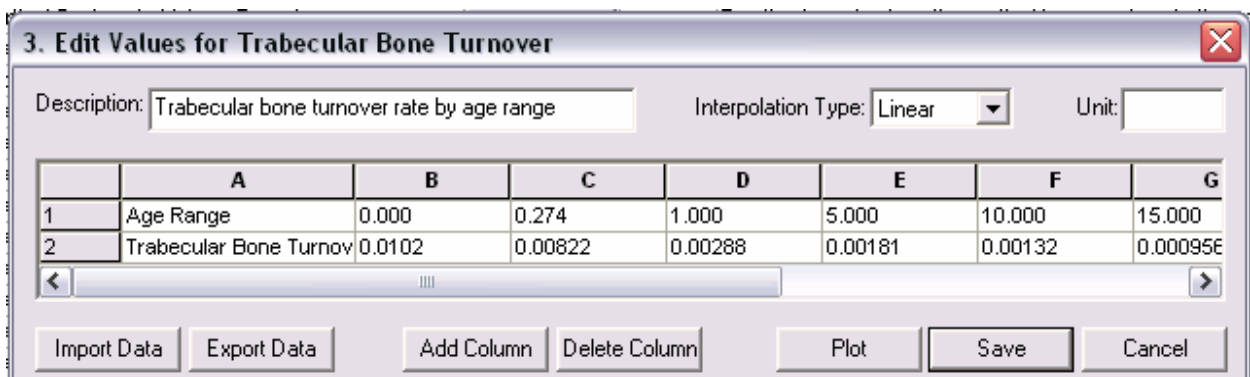 3. Edit Values for Trabecular Bone Turnover
Description: Trabecular bone turnover rate by age range Interpolation Type: Linear Unit:
A B C D E F G
1 Age Range 0.000 0.274 1.000 5.000 10.000 15.000
2 Trabecular Bone Turnov 0.0102 0.00822 0.00288 0.00181 0.00132 0.000956
Import Data Export Data Add Column Delete Column Plot Save Cancel